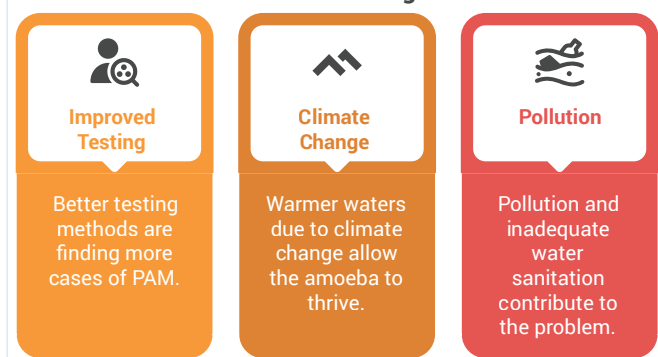 Improved
Testing
Better testing
methods are
finding more
cases of PAM.
Climate
Change
Warmer waters
due to climate
change allow
the amoeba to
thrive.
Pollution
Pollution and
inadequate
water
sanitation
contribute to
the problem.